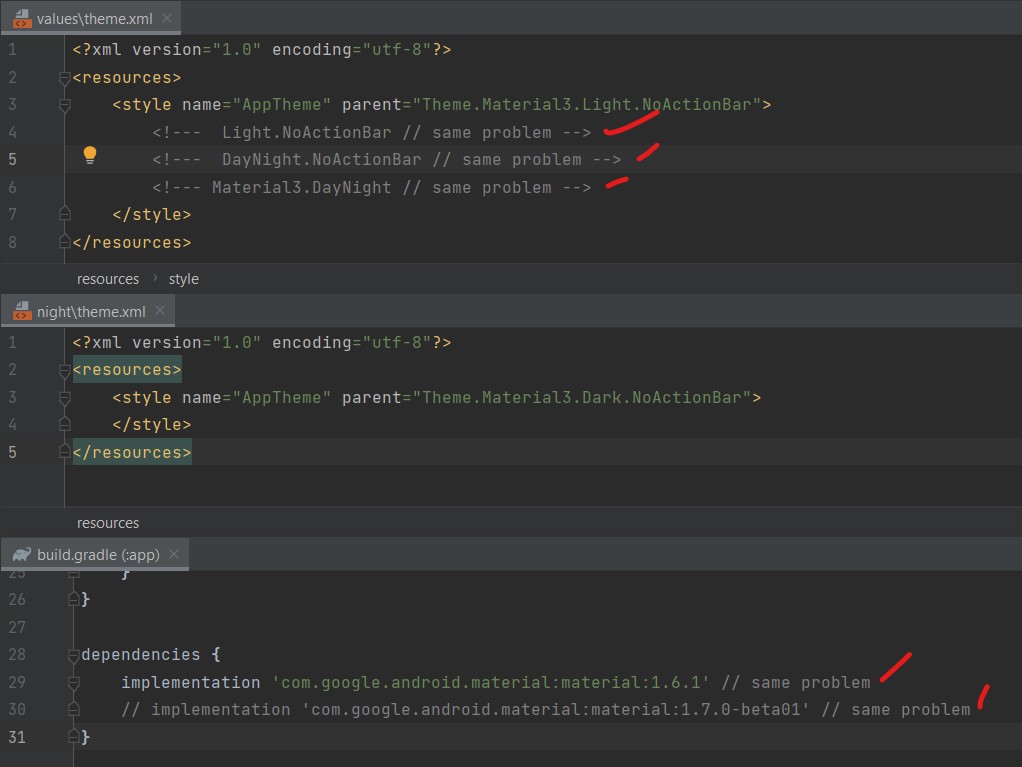 values\theme.xml
1 <?xml version="1.0" encoding="utf-8"?>
2 <resources>
3 <style name="AppTheme" parent="Theme.Material3.Light.NoActionBar">
4 <!--- Light.NoActionBar // same problem -->
5 <!--- DayNight.NoActionBar // same problem -->
6 <!--- Material3.DayNight // same problem -->
7 </style>
8 </resources>
resources › style
night\theme.xml
1 <?xml version="1.0" encoding="utf-8"?>
2 <resources>
3 <style name="AppTheme" parent="Theme.Material3.Dark.NoActionBar">
4 </style>
5 </resources>
resources
build.gradle (:app)
25 }
26 }
27
28 dependencies {
29 implementation 'com.google.android.material:material:1.6.1' // same problem
30 // implementation 'com.google.android.material:material:1.7.0-beta01' // same problem
31 }